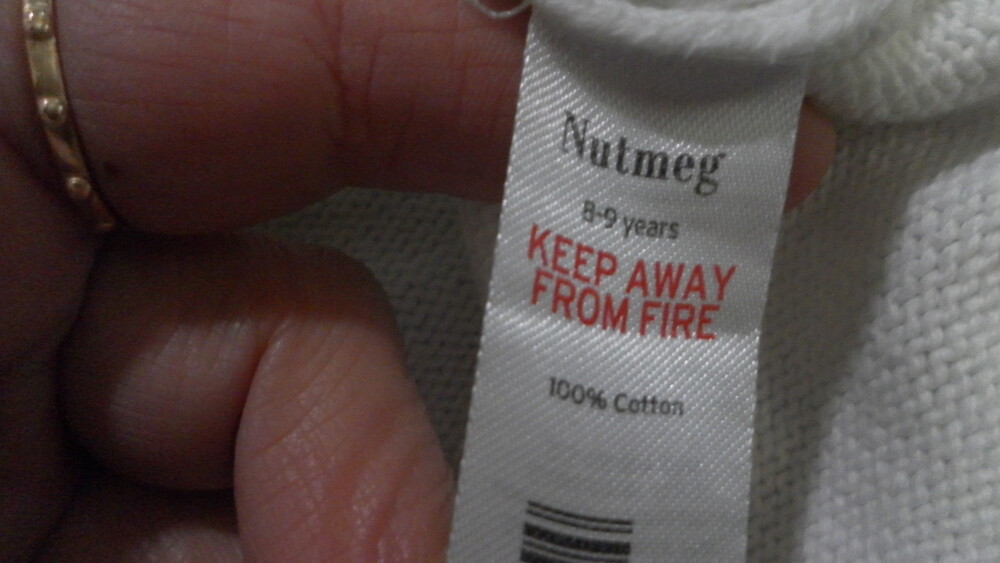 Nutmeg
8-9 years
KEEP AWAY
FROM FIRE
100% Cotton